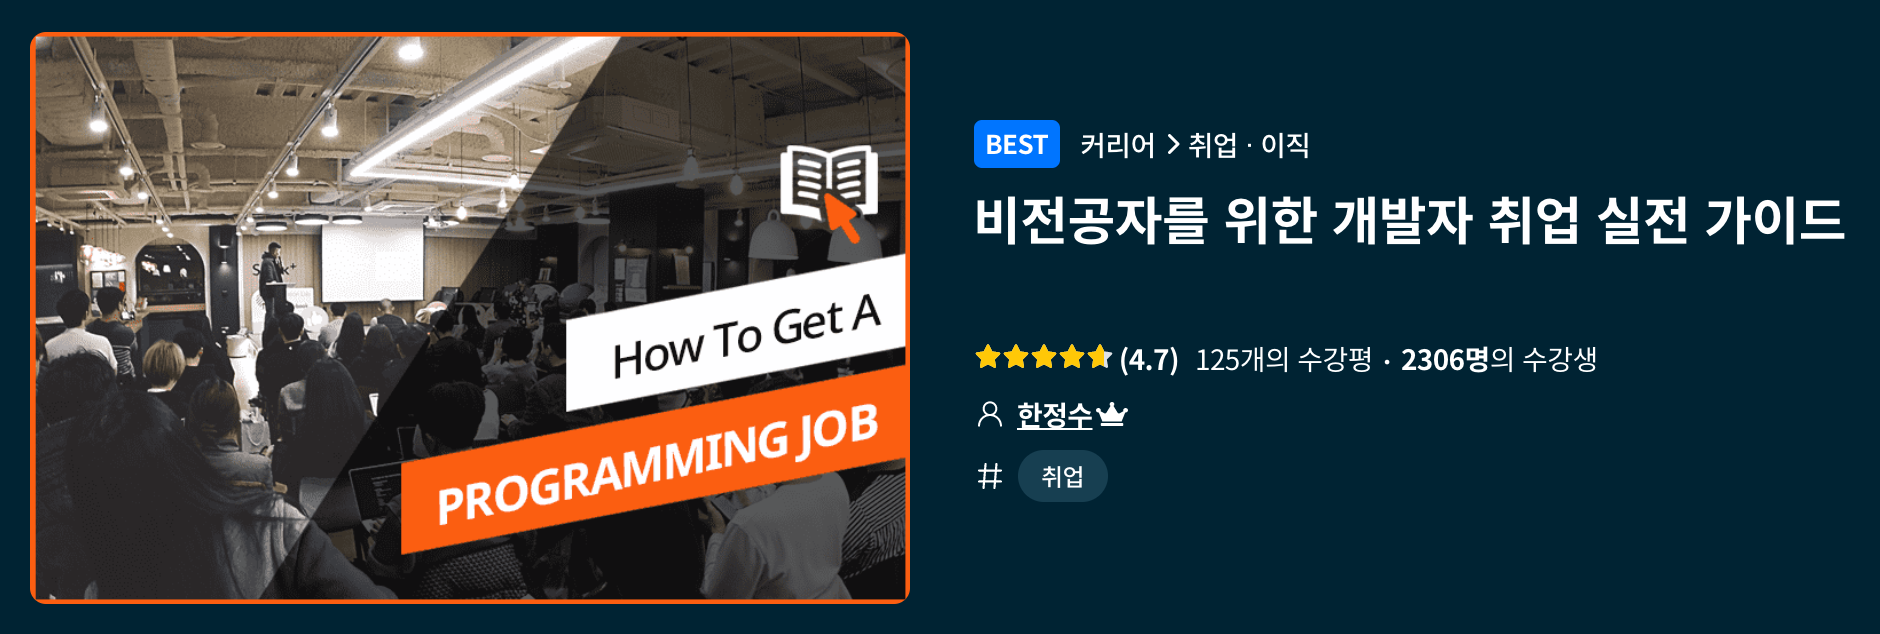 How To Get A
PROGRAMMING JOB
BEST 커리어 > 취업 · 이직
비전공자를 위한 개발자 취업 실전 가이드
(4.7) 125개의 수강평 · 2306명의 수강생
한정수
# 취업